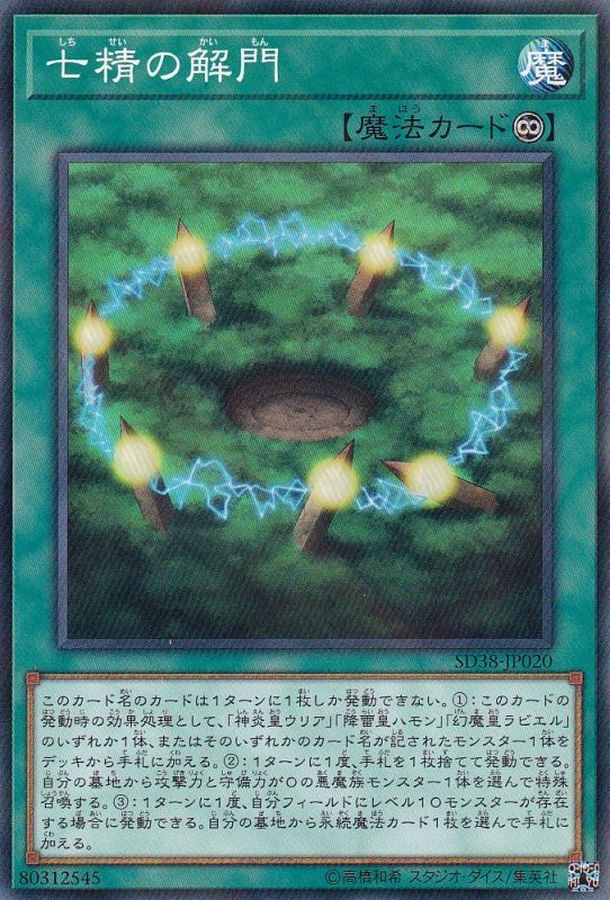 七精の解門
魔
【魔法カード♾】
SD38-JP020
このカード名のカードは1ターンに1枚しか発動できない。①：このカードの
発動時の効果処理として、「神炎皇ウリア」「降雷皇ハモン」「幻魔皇ラビエル」
のいずれか1体、またはそのいずれかのカード名が記されたモンスター1体を
デッキから手札に加える。②：1ターンに1度、手札を1枚捨てて発動できる。
自分の墓地から攻撃力と守備力が0の悪魔族モンスター1体を選んで特殊
召喚する。③：1ターンに1度、自分フィールドにレベル10モンスターが存在
する場合に発動できる。自分の墓地から永続魔法カード1枚を選んで手札に
加える。
80312545
©高橋和希 スタジオ・ダイス/集英社